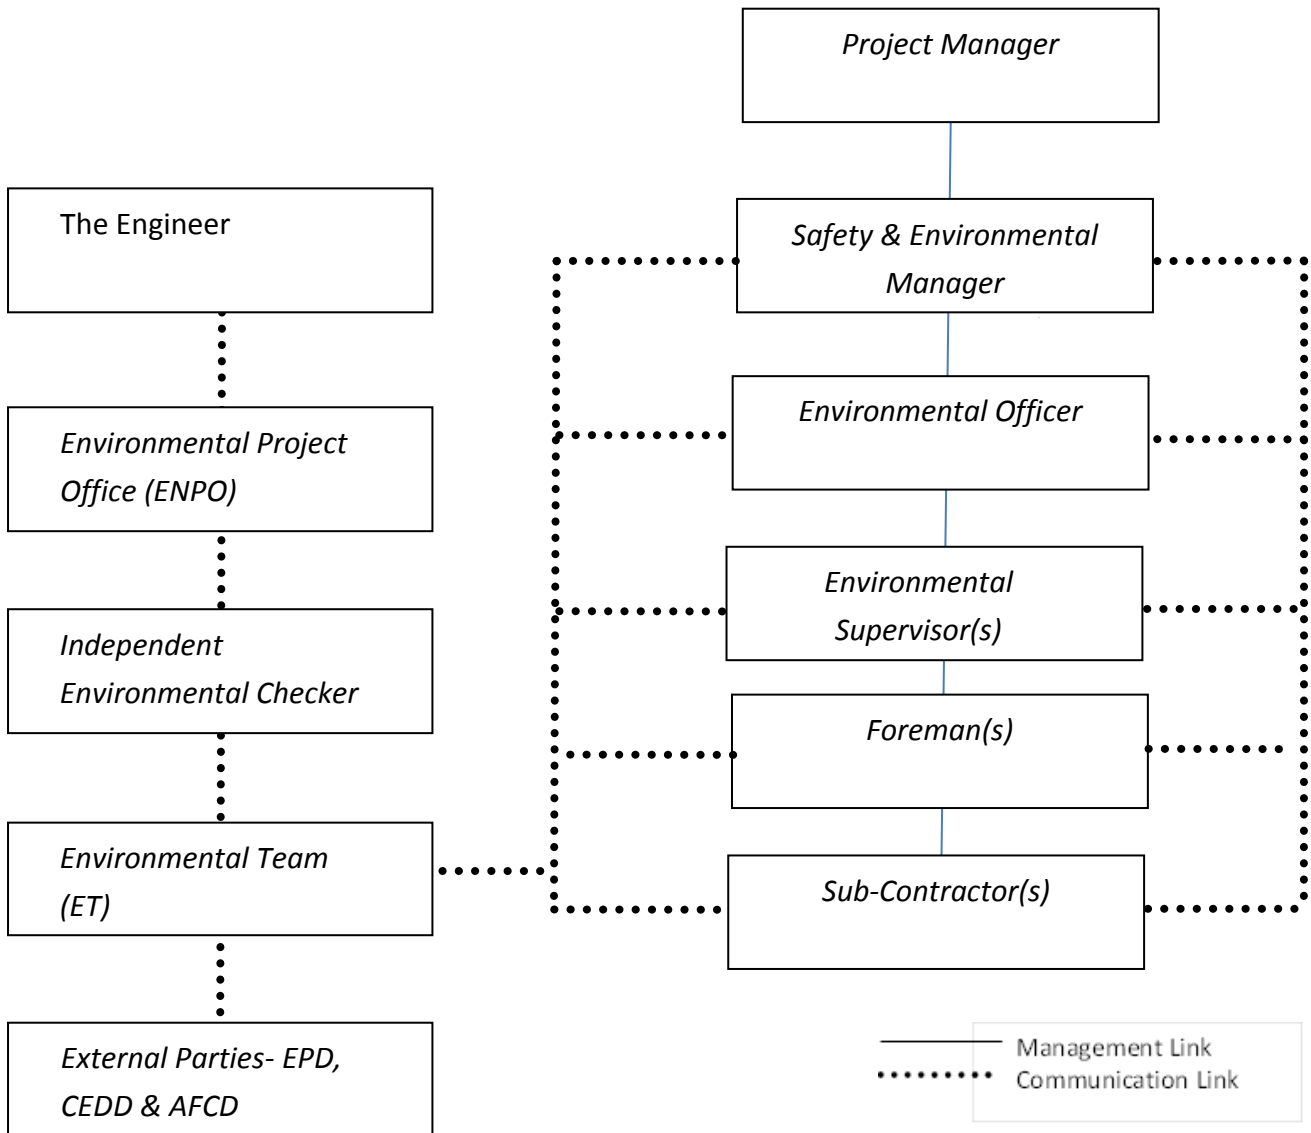 Project Manager
The Engineer
Safety & Environmental
Manager
Environmental Project
Office (ENPO)
Environmental Officer
Independent
Environmental Checker
Environmental
Supervisor(s)
Foreman(s)
Environmental Team
(ET)
Sub-Contractor(s)
External Parties- EPD,
CEDD & AFCD
Management Link
Communication Link